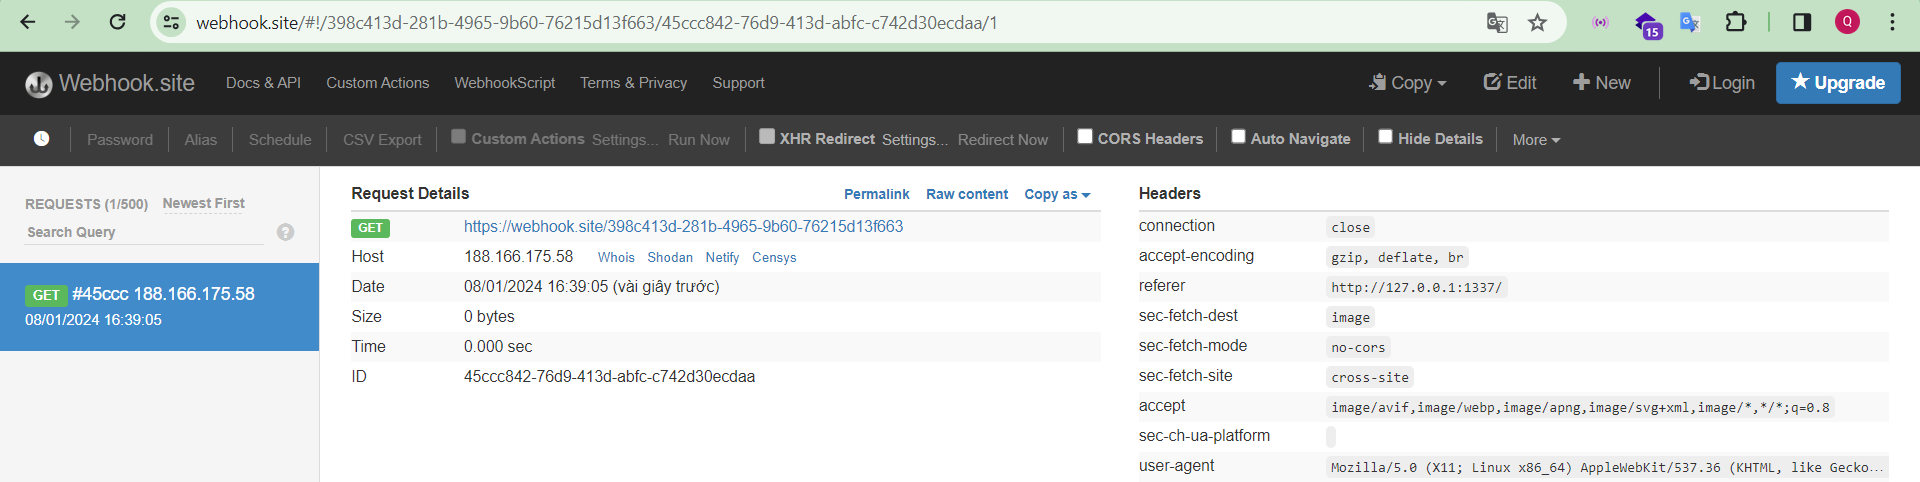 webhook.site/#!/398c413d-281b-4965-9b60-76215d13f663/45ccc842-76d9-413d-abfc-c742d30ecdaa/1
15
Q
Webhook.site Docs & API Custom Actions WebhookScript Terms & Privacy Support Copy Edit New Login Upgrade
Password Alias Schedule CSV Export Custom Actions Settings... Run Now XHR Redirect Settings... Redirect Now CORS Headers Auto Navigate Hide Details More
REQUESTS (1/500) Newest First
Search Query ?
GET #45ccc 188.166.175.58
08/01/2024 16:39:05
Request Details Permalink Raw content Copy as
GET https://webhook.site/398c413d-281b-4965-9b60-76215d13f663
Host 188.166.175.58 Whois Shodan Netify Censys
Date 08/01/2024 16:39:05 (vài giây trước)
Size 0 bytes
Time 0.000 sec
ID 45ccc842-76d9-413d-abfc-c742d30ecdaa
Headers
connection close
accept-encoding gzip, deflate, br
referer http://127.0.0.1:1337/
sec-fetch-dest image
sec-fetch-mode no-cors
sec-fetch-site cross-site
accept image/avif,image/webp,image/apng,image/svg+xml,image/*,*/*;q=0.8
sec-ch-ua-platform
user-agent Mozilla/5.0 (X11; Linux x86_64) AppleWebKit/537.36 (KHTML, like Gecko...